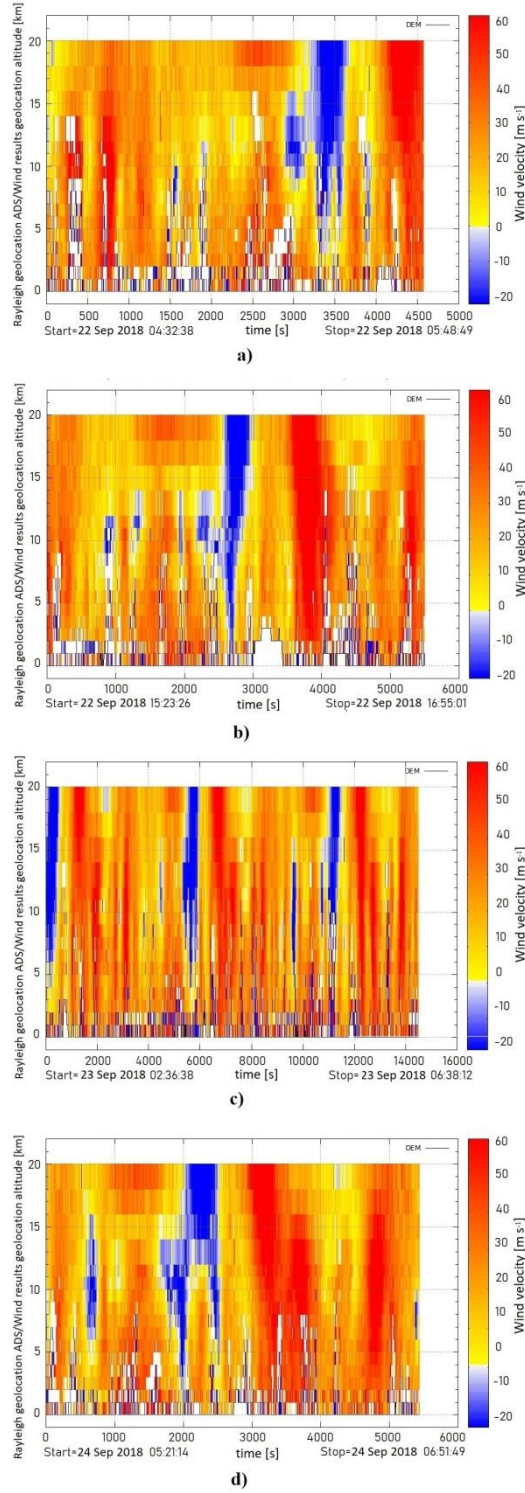 DEM
Rayleigh geolocation ADS/Wind results geolocation altitude [km]
20
15
10
5
0
0 500 1000 1500 2000 2500 3000 3500 4000 4500 5000
Start=22 Sep 2018 04:32:38 time [s] Stop=22 Sep 2018 05:48:49
60
50
40
30
20
10
0
-10
-20
Wind velocity [m s⁻¹]
a)
DEM
Rayleigh geolocation ADS/Wind results geolocation altitude [km]
20
15
10
5
0
0 1000 2000 3000 4000 5000 6000
Start=22 Sep 2018 15:23:26 time [s] Stop=22 Sep 2018 16:55:01
60
50
40
30
20
10
0
-10
-20
Wind velocity [m s⁻¹]
b)
DEM
Rayleigh geolocation ADS/Wind results geolocation altitude [km]
20
15
10
5
0
0 2000 4000 6000 8000 10000 12000 14000 16000
Start=23 Sep 2018 02:36:38 time [s] Stop=23 Sep 2018 06:38:12
60
50
40
30
20
10
0
-10
-20
Wind velocity [m s⁻¹]
c)
DEM
Rayleigh geolocation ADS/Wind results geolocation altitude [km]
20
15
10
5
0
0 1000 2000 3000 4000 5000 6000
Start=24 Sep 2018 05:21:14 time [s] Stop=24 Sep 2018 06:51:49
60
50
40
30
20
10
0
-10
-20
Wind velocity [m s⁻¹]
d)